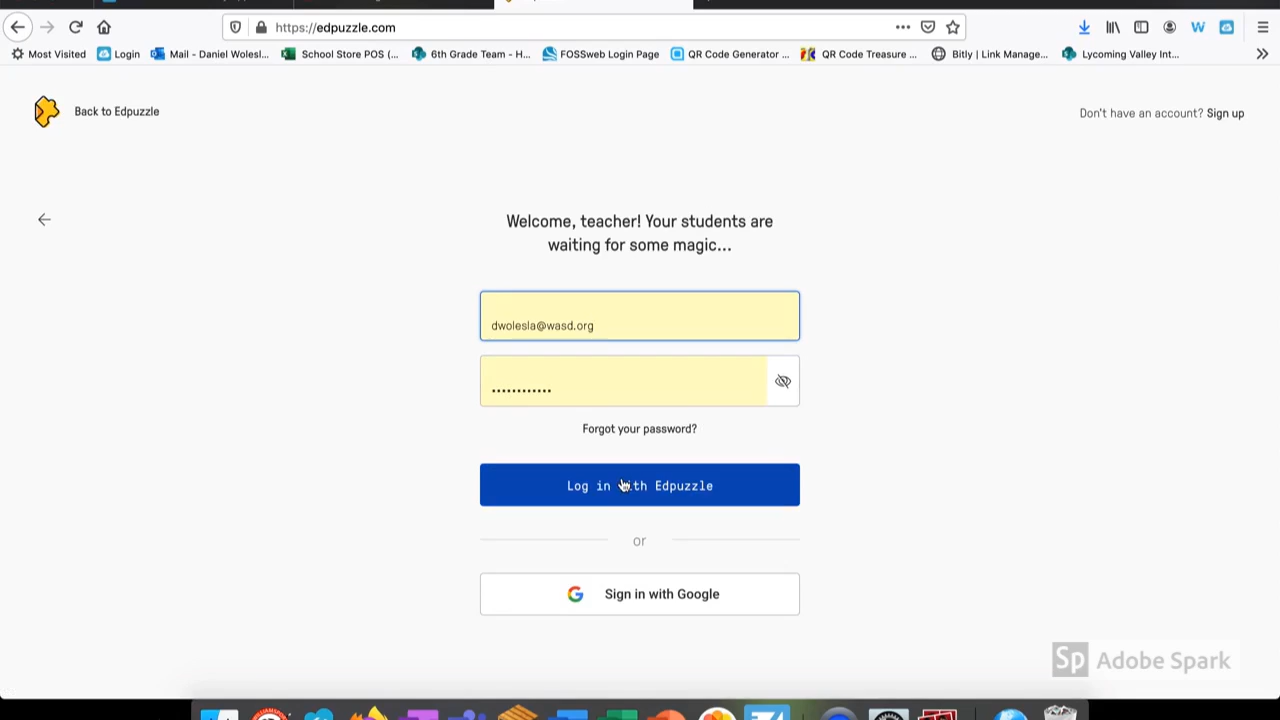 https://edpuzzle.com
Most Visited
Login
Mail - Daniel Wolesl...
School Store POS (...
6th Grade Team - H...
FOSSweb Login Page
QR Code Generator ...
QR Code Treasure ...
Bitly | Link Manage...
Lycoming Valley Int...
Back to Edpuzzle
Don't have an account? Sign up
Welcome, teacher! Your students are
waiting for some magic...
dwolesla@wasd.org
••••••••••••
Forgot your password?
Log in with Edpuzzle
or
Sign in with Google
Sp Adobe Spark